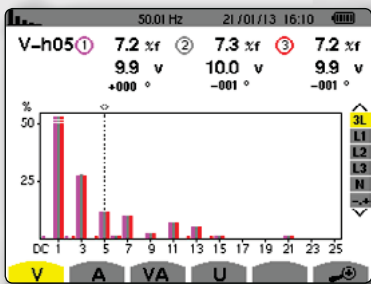 50.01 Hz 21/01/13 16:10
V-h05 ① 7.2 %f ② 7.3 %f ③ 7.2 %f
9.9 v 10.0 v 9.9 v
+000 ° -001 ° -001 °
%
50
25
DC 1 3 5 7 9 11 13 15 17 19 21 23 25
3L
L1
L2
L3
N
-.+
V A VA U